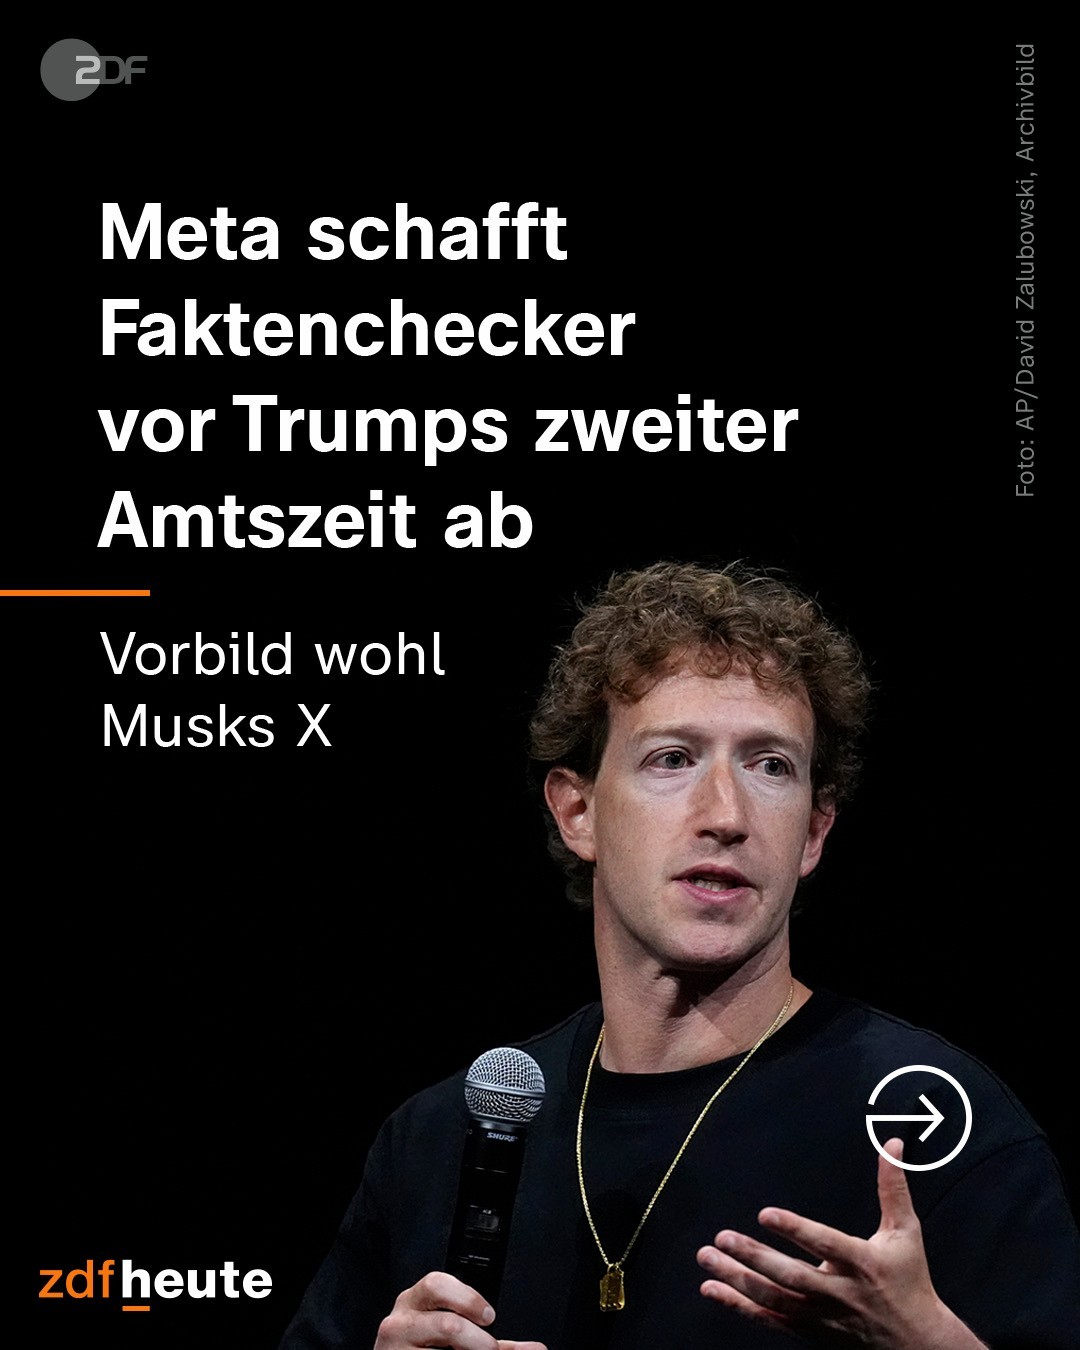 ZDF
Foto: AP/David Zalubowski, Archivbild
Meta schafft
Faktenchecker
vor Trumps zweiter
Amtszeit ab
Vorbild wohl
Musks X
SHURE
zdfheute